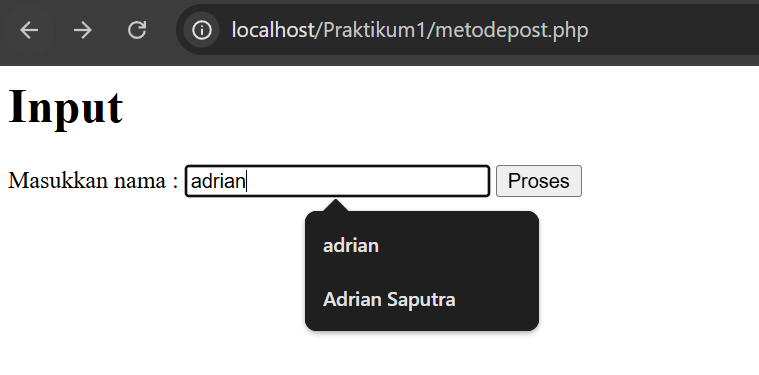 localhost/Praktikum1/metodepost.php
Input
Masukkan nama : adrian Proses
adrian
Adrian Saputra